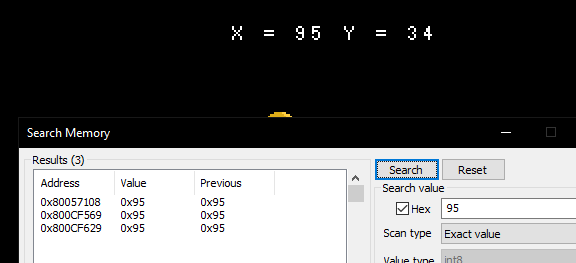 X = 95 Y = 34
Search Memory
Results (3)
Address Value Previous
0x80057108 0x95 0x95
0x800CF569 0x95 0x95
0x800CF629 0x95 0x95
Search Reset
Search value
Hex 95
Scan type Exact value
Value type int8